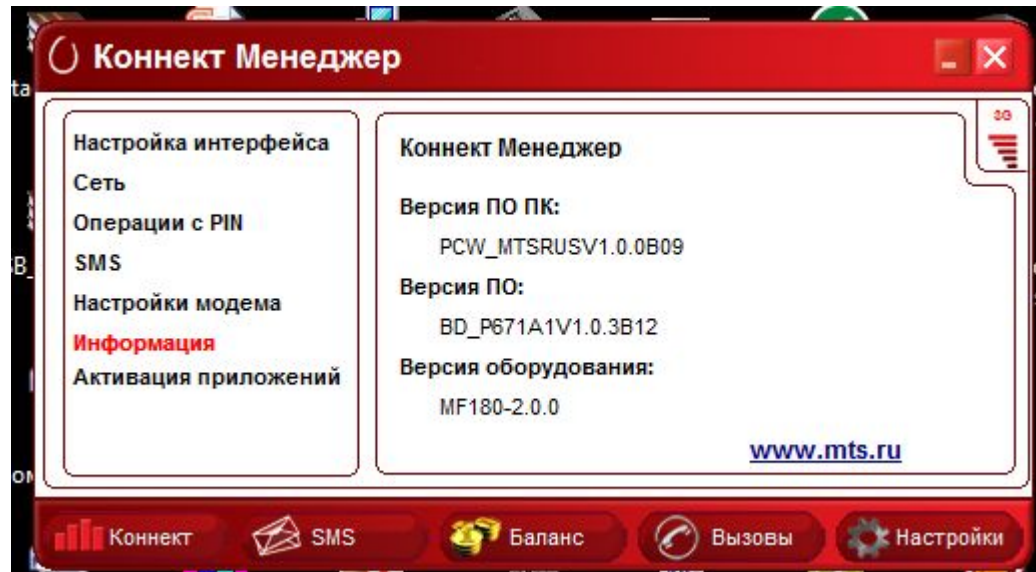 Коннект Менеджер
3G
Настройка интерфейса
Сеть
Операции с PIN
SMS
Настройки модема
Информация
Активация приложений
Коннект Менеджер
Версия ПО ПК:
PCW_MTSRUSV1.0.0B09
Версия ПО:
BD_P671A1V1.0.3B12
Версия оборудования:
MF180-2.0.0
www.mts.ru
Коннект
SMS
Баланс
Вызовы
Настройки